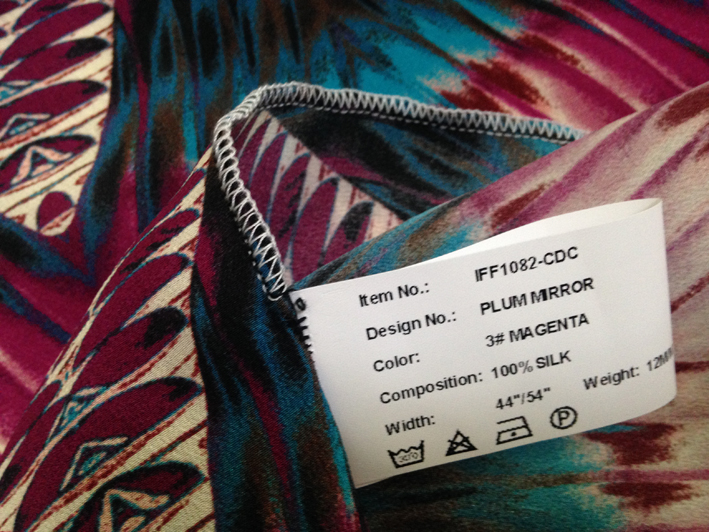 Item No.: IFF1082-CDC
Design No.: PLUM MIRROR
Color: 3# MAGENTA
Composition: 100% SILK
Width: 44"/54" Weight:
P